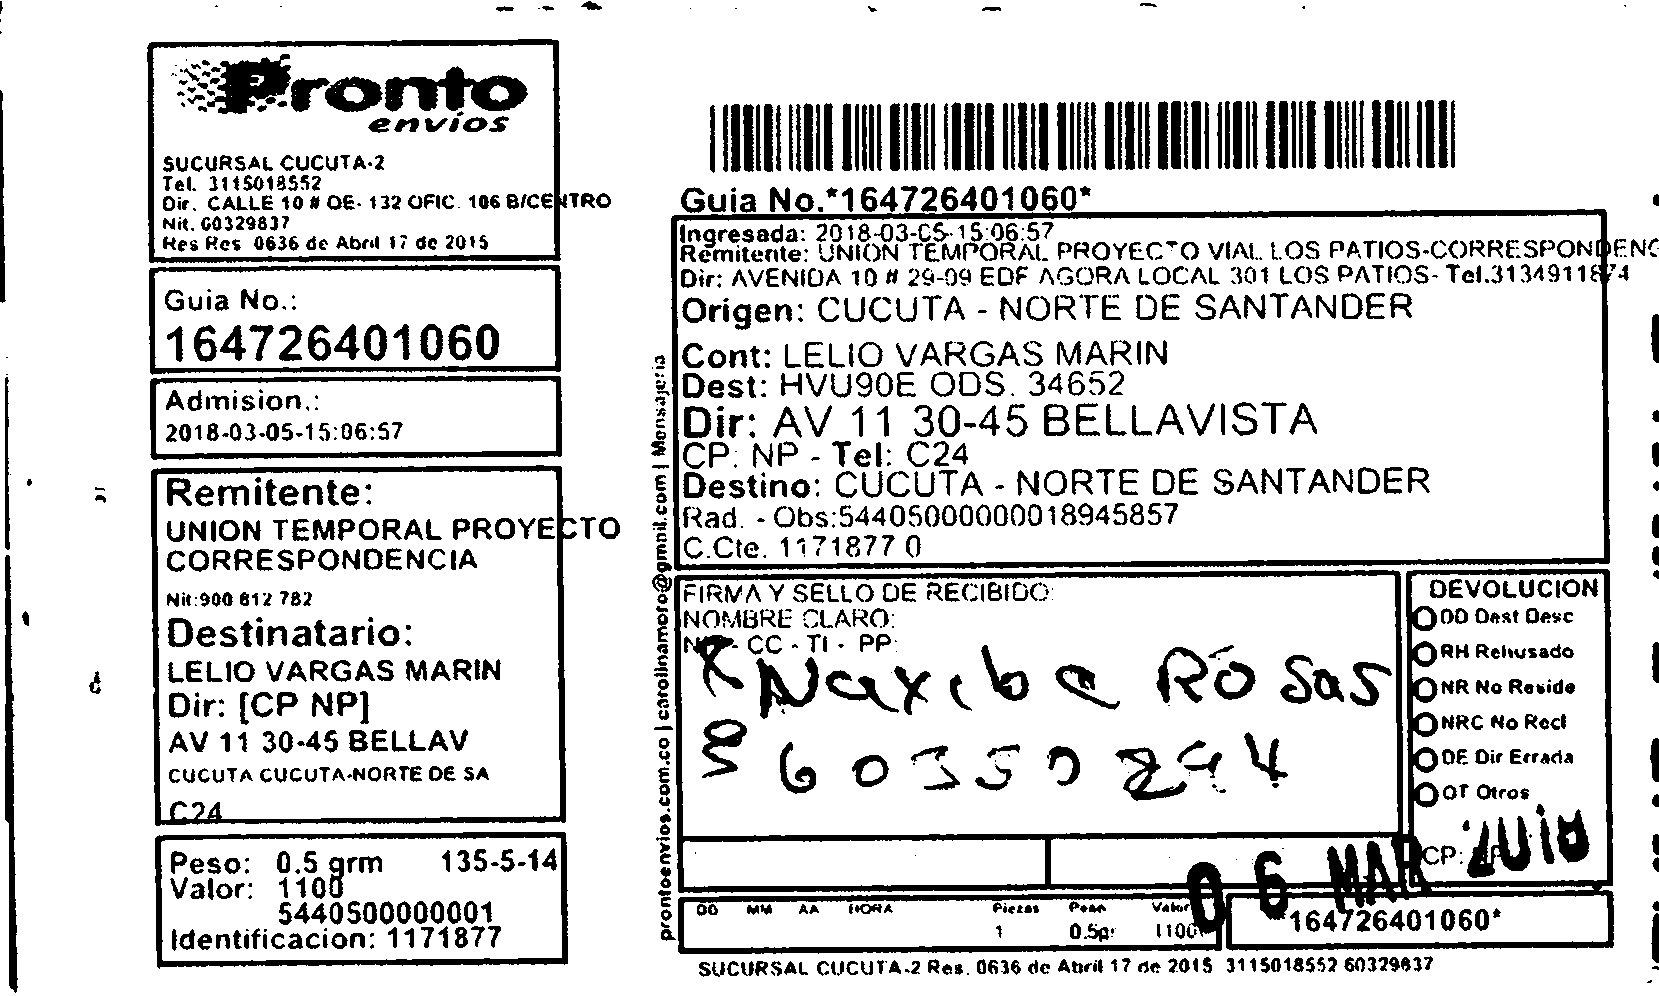 Pronto
envíos
SUCURSAL CUCUTA-2
Tel. 3115018552
Dir. CALLE 10 # OE- 132 OFIC. 106 B/CENTRO
Nit. 60329837
Res Res 0636 de Abril 17 de 2015
Guia No.:
164726401060
Admision.:
2018-03-05-15:06:57
Remitente:
UNION TEMPORAL PROYECTO
CORRESPONDENCIA
Nit:900 812 782
Destinatario:
LELIO VARGAS MARIN
Dir: [CP NP]
AV 11 30-45 BELLAV
CUCUTA CUCUTA-NORTE DE SA
C24
Peso: 0.5 grm 135-5-14
Valor: 1100
5440500000001
Identificacion: 1171877
prontoenvios.com.co | carolinamoro@gmail.com | Mensajeria
Guia No.*164726401060*
Ingresada: 2018-03-05-15:06:57
Remitente: UNION TEMPORAL PROYECTO VIAL LOS PATIOS-CORRESPONDENC
Dir: AVENIDA 10 # 29-09 EDF AGORA LOCAL 301 LOS PATIOS- Tel.3134911874
Origen: CUCUTA - NORTE DE SANTANDER
Cont: LELIO VARGAS MARIN
Dest: HVU90E ODS. 34652
Dir: AV 11 30-45 BELLAVISTA
CP: NP - Tel: C24
Destino: CUCUTA - NORTE DE SANTANDER
Rad. - Obs:54405000000018945857
C.Cte. 1171877 0
FIRMA Y SELLO DE RECIBIDO:
NOMBRE CLARO:
- CC - TI - PP:
Naxiba Rosas
60350244
DEVOLUCION
DD Dest Desc
RH Rehusado
NR No Reside
NRC No Recl
DE Dir Errada
OT Otros
CP:
06 MAR
DD MM AA HORA Piezas Peso Valor
1 0.5gr 1100
*164726401060*
SUCURSAL CUCUTA-2 Res. 0636 de Abril 17 de 2015 3115018552 60329837